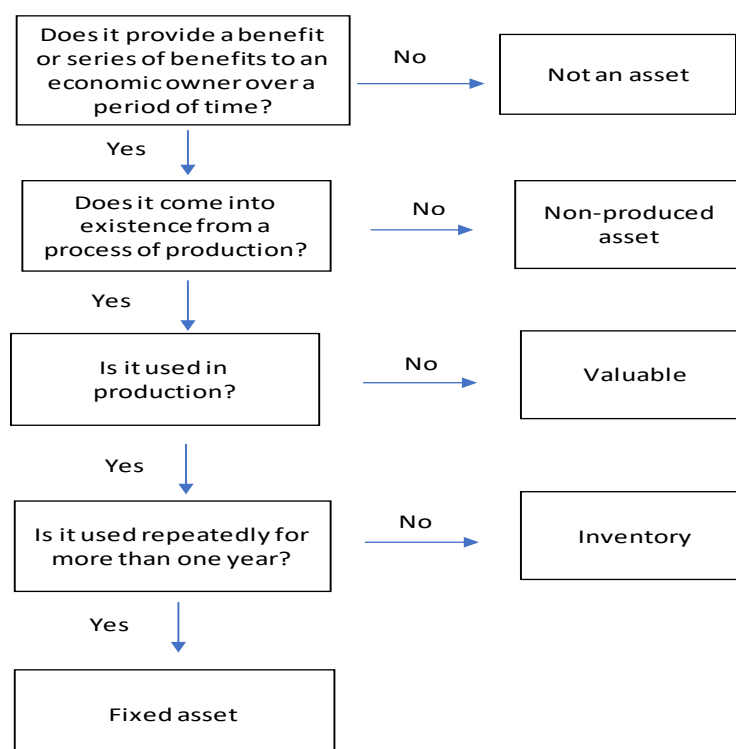 Does it provide a benefit
or series of benefits to an
economic owner over a
period of time?
No
Not an asset
Yes
Does it come into
existence from a
process of production?
No
Non-produced
asset
Yes
Is it used in
production?
No
Valuable
Yes
Is it used repeatedly for
more than one year?
No
Inventory
Yes
Fixed asset